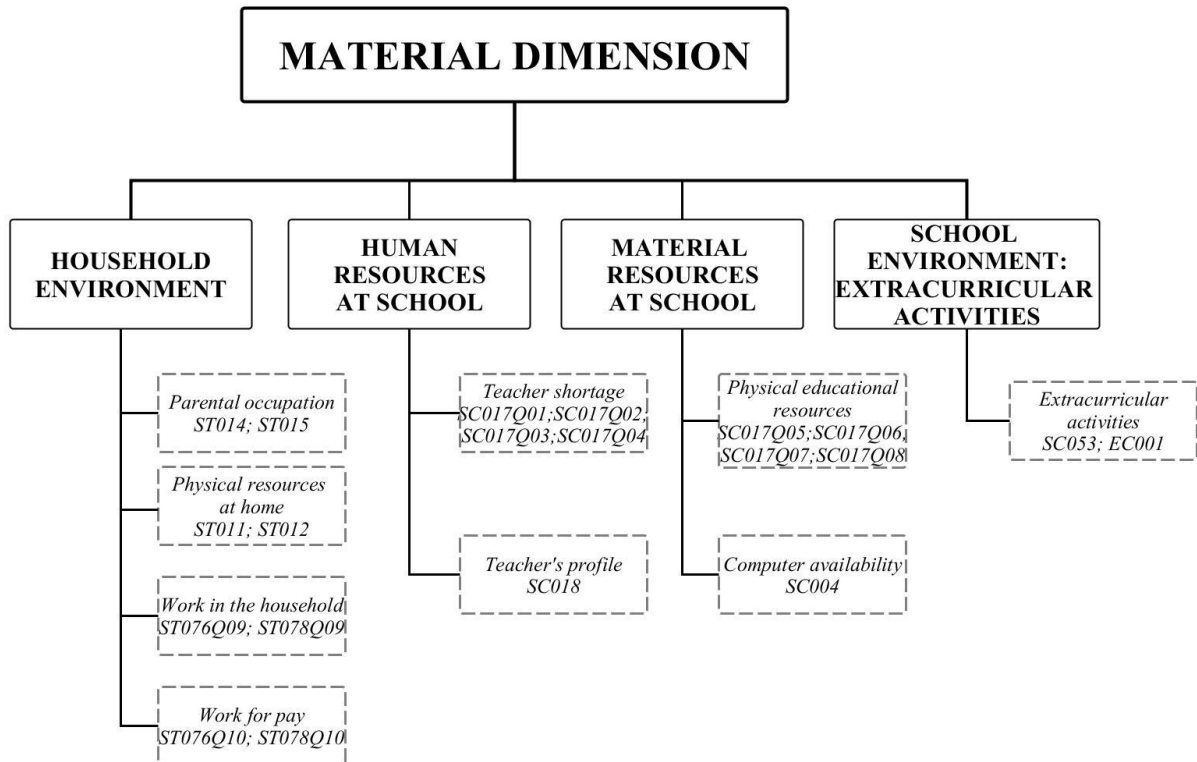 MATERIAL DIMENSION
HOUSEHOLD
ENVIRONMENT
HUMAN
RESOURCES
AT SCHOOL
MATERIAL
RESOURCES
AT SCHOOL
SCHOOL
ENVIRONMENT:
EXTRACURRICULAR
ACTIVITIES
Parental occupation
ST014; ST015
Physical resources
at home
ST011; ST012
Work in the household
ST076Q09; ST078Q09
Work for pay
ST076Q10; ST078Q10
Teacher shortage
SC017Q01;SC017Q02;
SC017Q03;SC017Q04
Teacher's profile
SC018
Physical educational
resources
SC017Q05;SC017Q06,
SC017Q07;SC017Q08
Computer availability
SC004
Extracurricular
activities
SC053; EC001